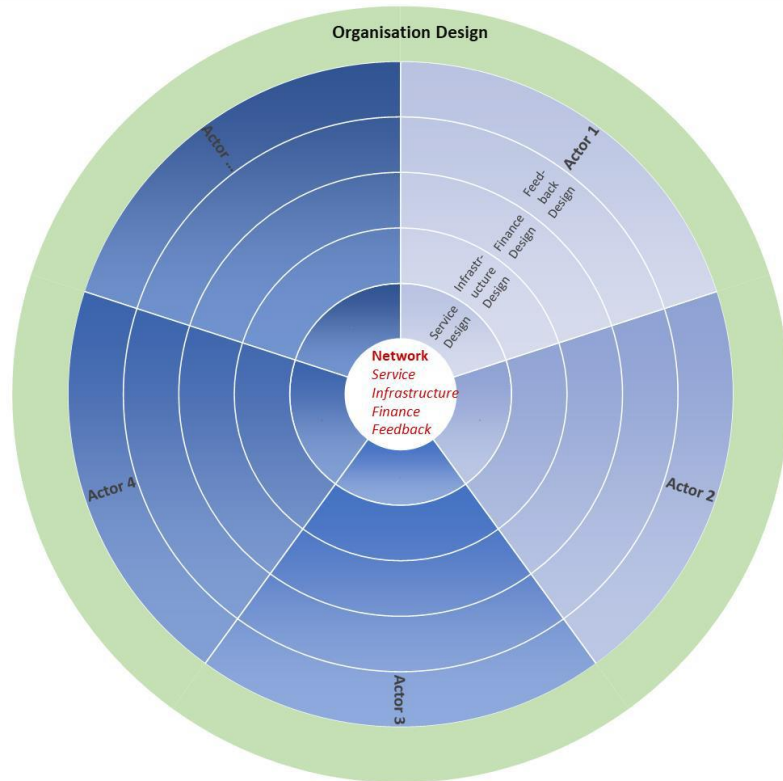 Organisation Design
Actor ...
Actor 1
Feed-
back
Design
Finance
Design
Infrastr-
ucture
Design
Service
Design
Network
Service
Infrastructure
Finance
Feedback
Actor 4
Actor 2
Actor 3